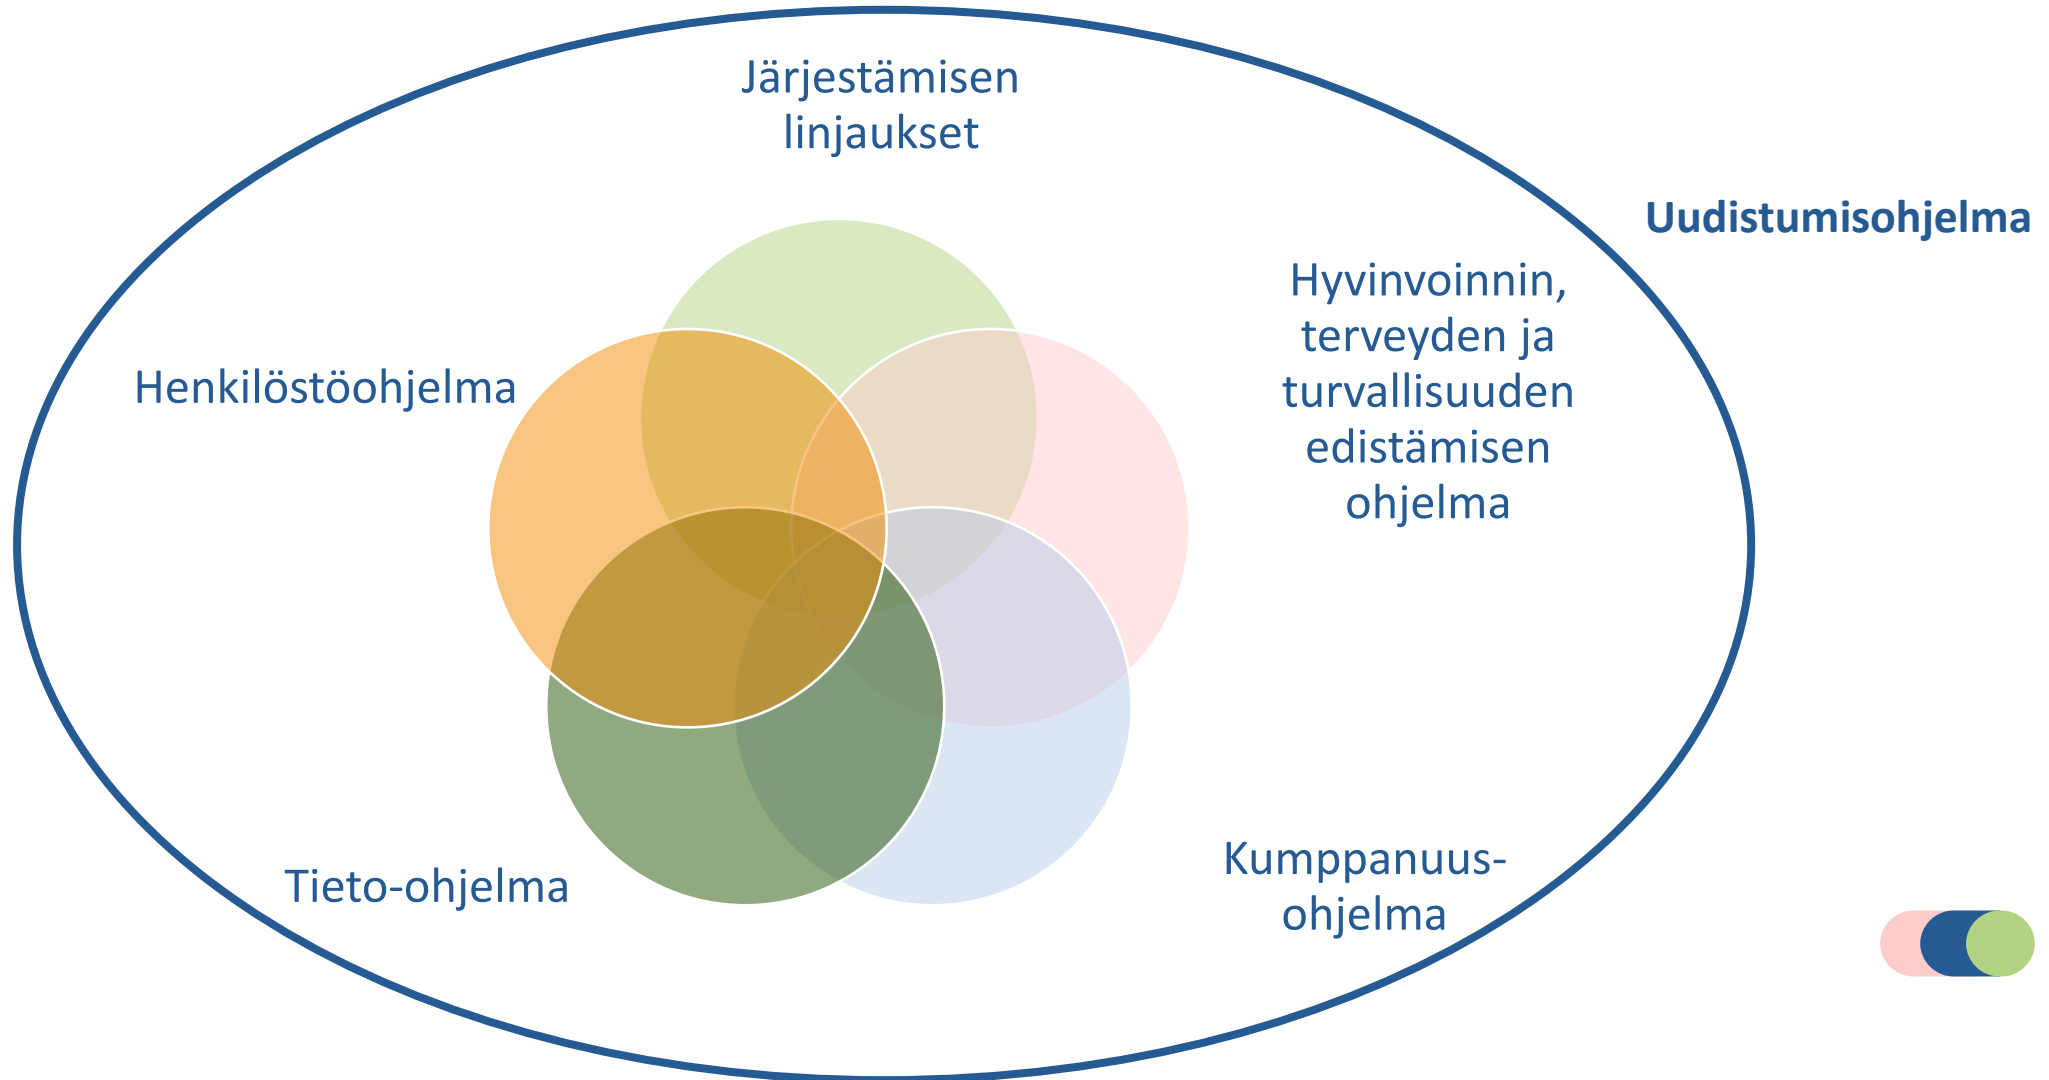 Järjestämisen
linjaukset
Uudistumisohjelma
Hyvinvoinnin,
terveyden ja
turvallisuuden
edistämisen
ohjelma
Henkilöstöohjelma
Kumppanuus-
ohjelma
Tieto-ohjelma